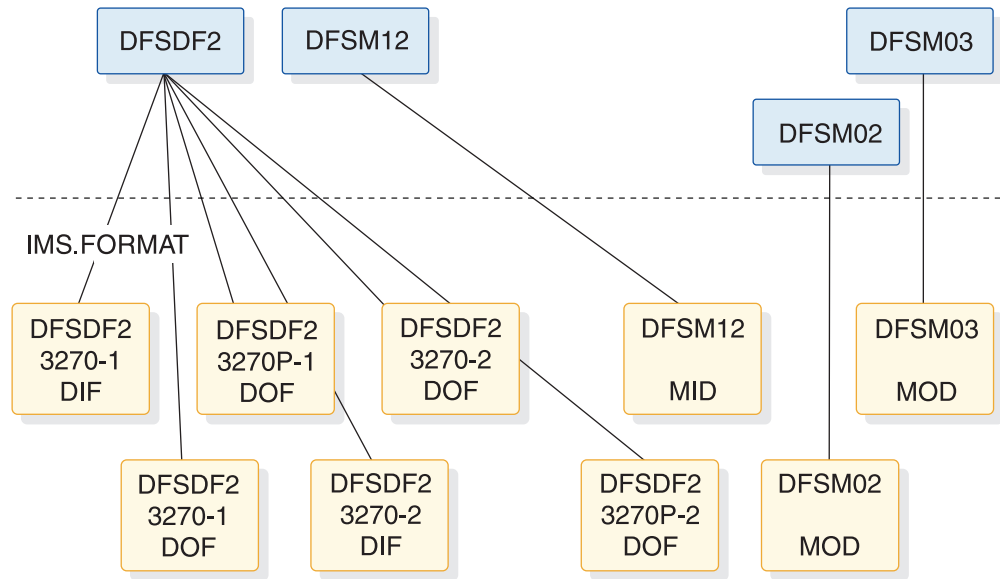 DFSDF2
DFSM12
DFSM03
DFSM02
IMS.FORMAT
DFSDF2
3270-1
DIF
DFSDF2
3270P-1
DOF
DFSDF2
3270-2
DOF
DFSM12
MID
DFSM03
MOD
DFSDF2
3270-1
DOF
DFSDF2
3270-2
DIF
DFSDF2
3270P-2
DOF
DFSM02
MOD